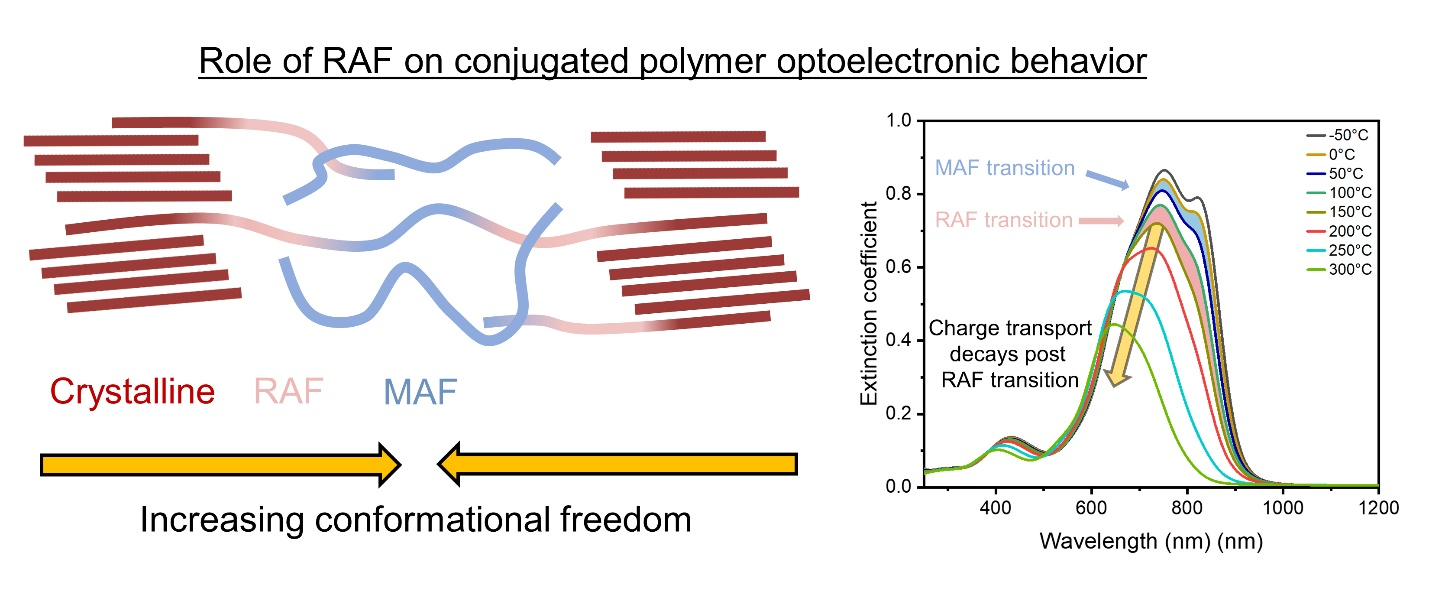 Role of RAF on conjugated polymer optoelectronic behavior
Crystalline
RAF
MAF
Increasing conformational freedom
Extinction coefficient
1.0
0.8
0.6
0.4
0.2
0.0
400
600
800
1000
1200
Wavelength (nm) (nm)
MAF transition
RAF transition
Charge transport
decays post
RAF transition
-50°C
0°C
50°C
100°C
150°C
200°C
250°C
300°C